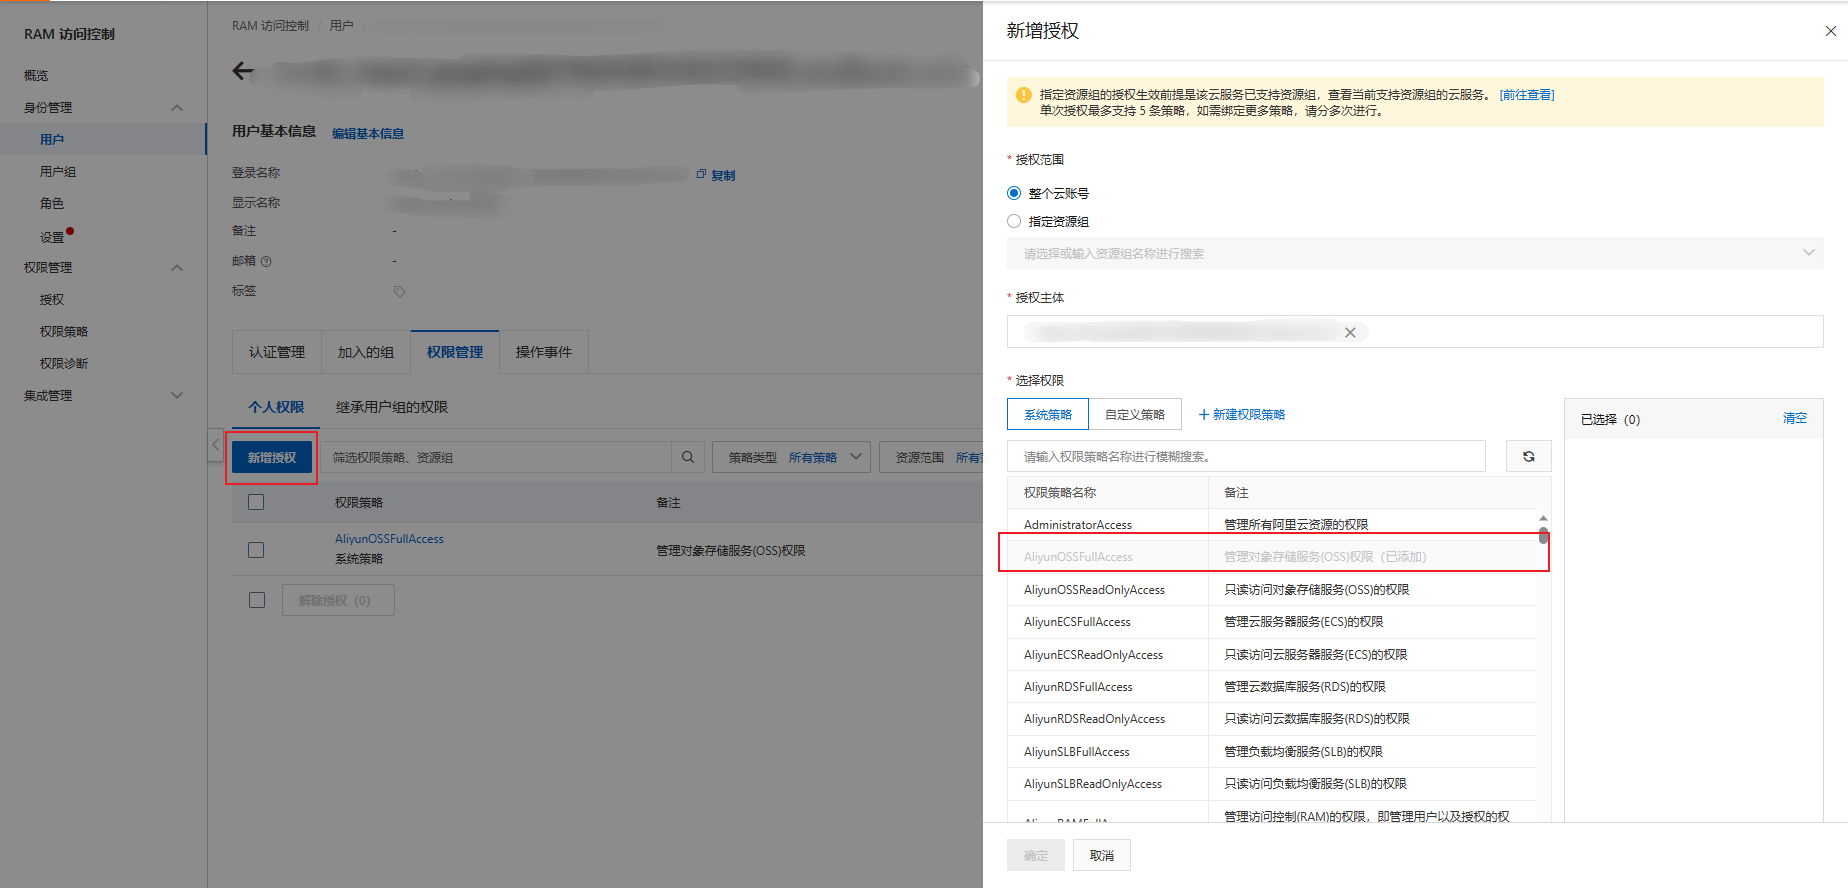 RAM 访问控制
概览
身份管理
用户
用户组
角色
设置
权限管理
授权
权限策略
权限诊断
集成管理
RAM 访问控制 / 用户 /
用户基本信息 编辑基本信息
登录名称 复制
显示名称
备注 -
邮箱 -
标签
认证管理 加入的组 权限管理 操作事件
个人权限 继承用户组的权限
新增授权 筛选权限策略、资源组 策略类型 所有策略 资源范围
权限策略 备注
AliyunOSSFullAccess
系统策略 管理对象存储服务(OSS)权限
解除授权 (0)
新增授权
指定资源组的授权生效前提是该云服务已支持资源组，查看当前支持资源组的云服务。 [前往查看]
单次授权最多支持 5 条策略，如需绑定更多策略，请分多次进行。
* 授权范围
整个云账号
指定资源组
请选择或输入资源组名称进行搜索
* 授权主体
* 选择权限
系统策略 自定义策略 + 新建权限策略
请输入权限策略名称进行模糊搜索。
权限策略名称 备注
AdministratorAccess 管理所有阿里云资源的权限
AliyunOSSFullAccess 管理对象存储服务(OSS)权限（已添加）
AliyunOSSReadOnlyAccess 只读访问对象存储服务(OSS)的权限
AliyunECSFullAccess 管理云服务器服务(ECS)的权限
AliyunECSReadOnlyAccess 只读访问云服务器服务(ECS)的权限
AliyunRDSFullAccess 管理云数据库服务(RDS)的权限
AliyunRDSReadOnlyAccess 只读访问云数据库服务(RDS)的权限
AliyunSLBFullAccess 管理负载均衡服务(SLB)的权限
AliyunSLBReadOnlyAccess 只读访问负载均衡服务(SLB)的权限
管理访问控制(RAM)的权限，即管理用户以及授权的权
已选择 (0) 清空
确定 取消